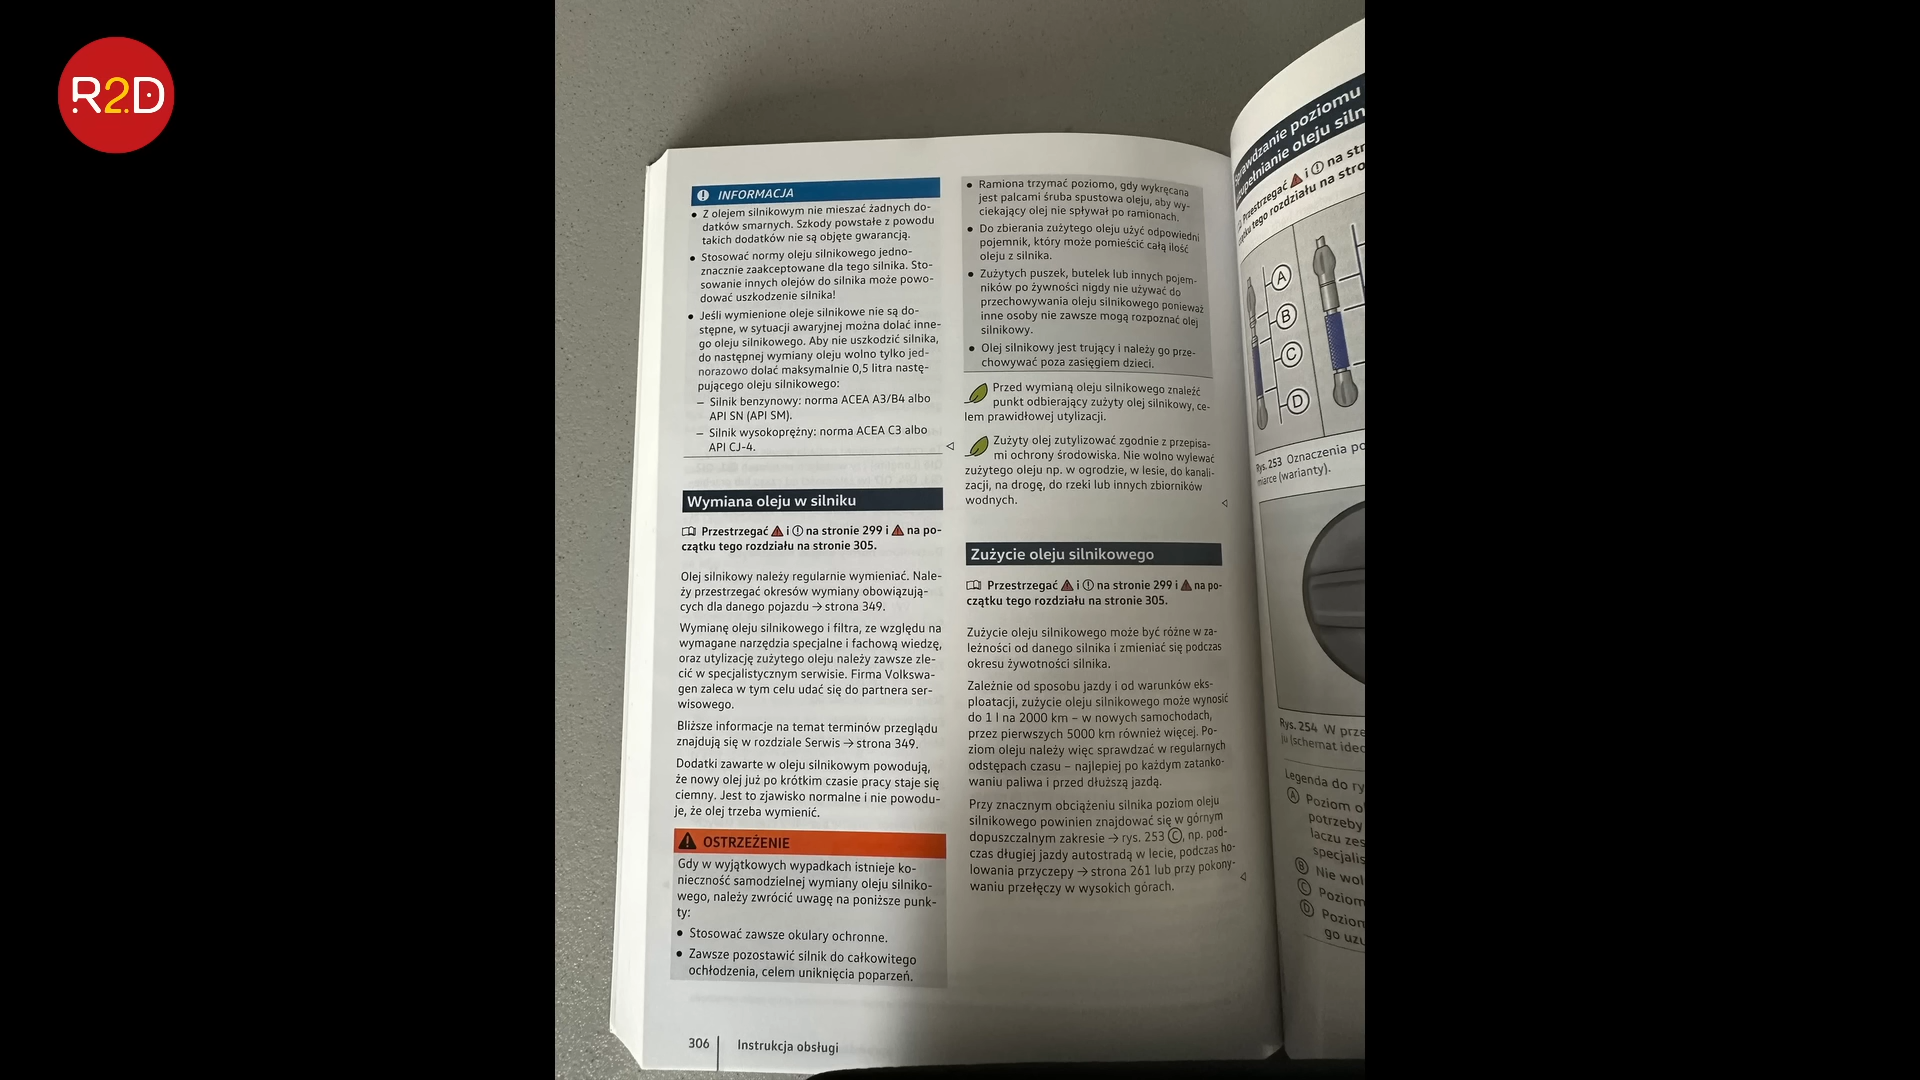 R2D
INFORMACJA
• Z olejem silnikowym nie mieszać żadnych do-
datków smarnych. Szkody powstałe z powodu
takich dodatków nie są objęte gwarancją.
• Stosować normy oleju silnikowego jedno-
znacznie zaakceptowane dla tego silnika. Sto-
sowanie innych olejów do silnika może powo-
dować uszkodzenie silnika!
• Jeśli wymienione oleje silnikowe nie są do-
stępne, w sytuacji awaryjnej można dolać inne-
go oleju silnikowego. Aby nie uszkodzić silnika,
do następnej wymiany oleju wolno tylko jed-
norazowo dolać maksymalnie 0,5 litra nastę-
pującego oleju silnikowego:
– Silnik benzynowy: norma ACEA A3/B4 albo
API SN (API SM).
– Silnik wysokoprężny: norma ACEA C3 albo
API CJ-4.
Wymiana oleju w silniku
Przestrzegać i na stronie 299 i na po-
czątku tego rozdziału na stronie 305.
Olej silnikowy należy regularnie wymieniać. Nale-
ży przestrzegać okresów wymiany obowiązują-
cych dla danego pojazdu → strona 349.
Wymianę oleju silnikowego i filtra, ze względu na
wymagane narzędzia specjalne i fachową wiedzę,
oraz utylizację zużytego oleju należy zawsze zle-
cić w specjalistycznym serwisie. Firma Volkswa-
gen zaleca w tym celu udać się do partnera ser-
wisowego.
Bliższe informacje na temat terminów przeglądu
znajdują się w rozdziale Serwis → strona 349.
Dodatki zawarte w oleju silnikowym powodują,
że nowy olej już po krótkim czasie pracy staje się
ciemny. Jest to zjawisko normalne i nie powodu-
je, że olej trzeba wymienić.
OSTRZEŻENIE
Gdy w wyjątkowych wypadkach istnieje ko-
nieczność samodzielnej wymiany oleju silniko-
wego, należy zwrócić uwagę na poniższe punk-
ty:
• Stosować zawsze okulary ochronne.
• Zawsze pozostawić silnik do całkowitego
ochłodzenia, celem uniknięcia poparzeń.
• Ramiona trzymać poziomo, gdy wykręcana
jest palcami śruba spustowa oleju, aby wy-
ciekający olej nie spływał po ramionach.
• Do zbierania zużytego oleju użyć odpowiedni
pojemnik, który może pomieścić całą ilość
oleju z silnika.
• Zużytych puszek, butelek lub innych pojem-
ników po żywności nigdy nie używać do
przechowywania oleju silnikowego ponieważ
inne osoby nie zawsze mogą rozpoznać olej
silnikowy.
• Olej silnikowy jest trujący i należy go prze-
chowywać poza zasięgiem dzieci.
Przed wymianą oleju silnikowego znaleźć
punkt odbierający zużyty olej silnikowy, ce-
lem prawidłowej utylizacji.
Zużyty olej zutylizować zgodnie z przepisa-
mi ochrony środowiska. Nie wolno wylewać
zużytego oleju np. w ogrodzie, w lesie, do kanali-
zacji, na drogę, do rzeki lub innych zbiorników
wodnych.
Zużycie oleju silnikowego
Przestrzegać i na stronie 299 i na po-
czątku tego rozdziału na stronie 305.
Zużycie oleju silnikowego może być różne w za-
leżności od danego silnika i zmieniać się podczas
okresu żywotności silnika.
Zależnie od sposobu jazdy i od warunków eks-
ploatacji, zużycie oleju silnikowego może wynosić
do 1 l na 2000 km – w nowych samochodach,
przez pierwszych 5000 km również więcej. Po-
ziom oleju należy więc sprawdzać w regularnych
odstępach czasu – najlepiej po każdym zatanko-
waniu paliwa i przed dłuższą jazdą.
Przy znacznym obciążeniu silnika poziom oleju
silnikowego powinien znajdować się w górnym
dopuszczalnym zakresie → rys. 253 Ⓒ, np. pod-
czas długiej jazdy autostradą w lecie, podczas ho-
lowania przyczepy → strona 261 lub przy pokony-
waniu przełęczy w wysokich górach.
306 Instrukcja obsługi
Sprawdzanie poziomu
oleju
Przestrzegać i na
rozdziału na
A
B
C
D
Rys. 253 Oznaczenia
(warianty).
Rys. 254 W
(schemat
Legenda do
Ⓐ Poziom
potrzeby
Ⓑ Nie
Ⓒ Poziom
Ⓓ Poziom
go